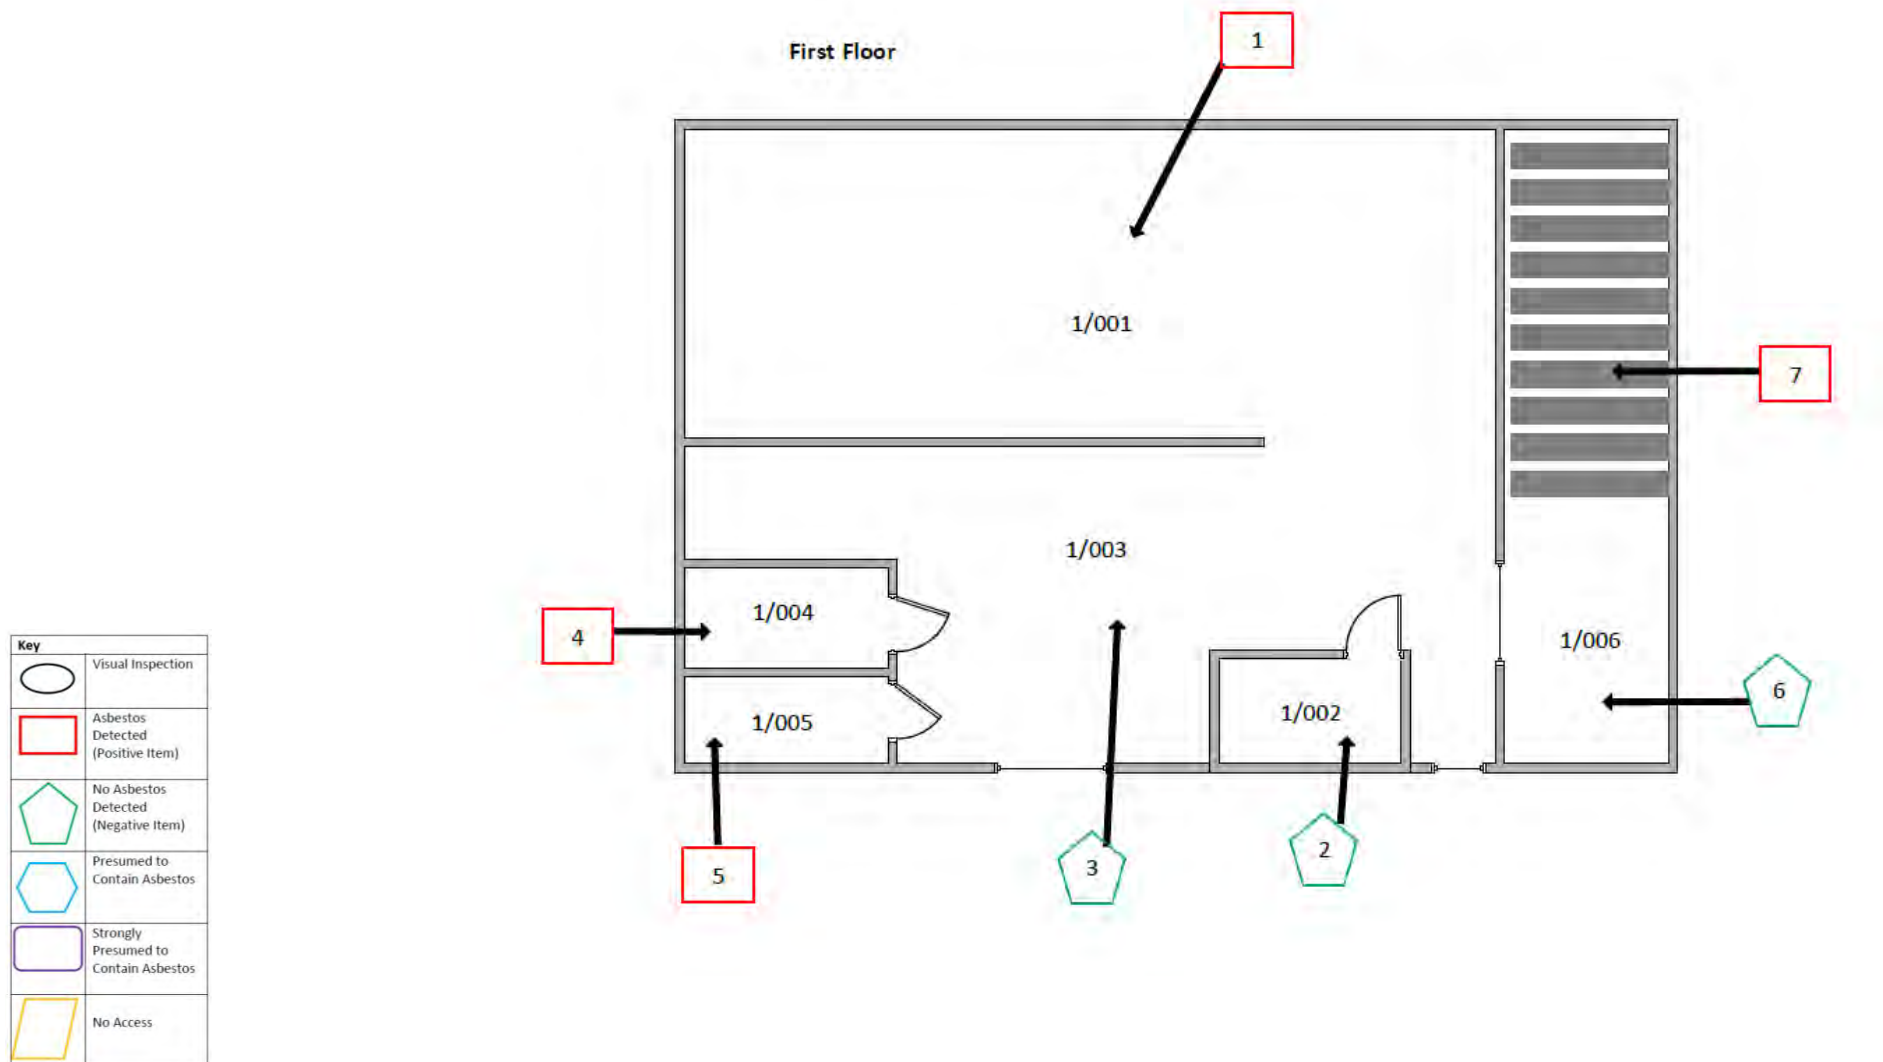 First Floor
1
1/001
7
1/003
1/004
4
1/006
6
1/005
1/002
5
3
2
Key
Visual Inspection
Asbestos
Detected
(Positive Item)
No Asbestos
Detected
(Negative Item)
Presumed to
Contain Asbestos
Strongly
Presumed to
Contain Asbestos
No Access